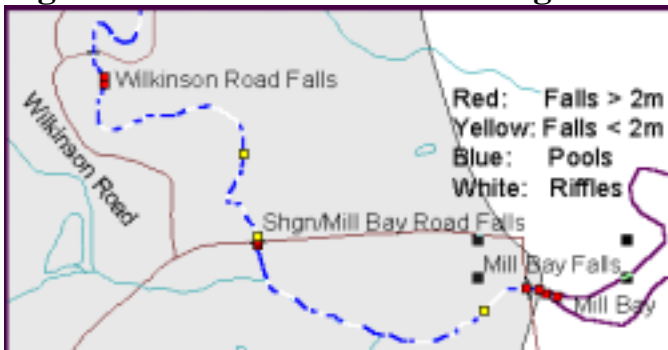 Wilkinson Road Falls
Wilkinson Road
Red: Falls > 2m
Yellow: Falls < 2m
Blue: Pools
White: Riffles
Shgn/Mill Bay Road Falls
Mill Bay Falls
Mill Bay